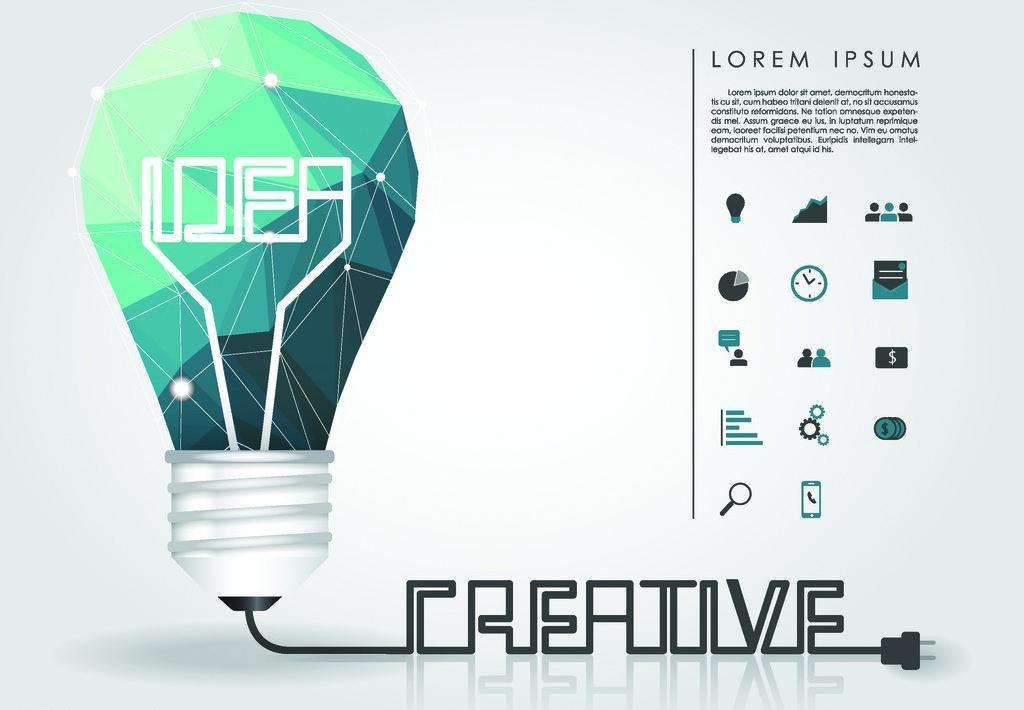 IDEA
LOREM IPSUM
Lorem ipsum dolor sit amet, democritum honesta-
tis cu sit, cum habeo tritani delenit at, no sit accusamus
constituto reformidans. Ne tation omnesque expeten-
dis mel. Assum graece eu ius, in luptatum reprimique
eam, laoreet facilisi petentium nec no. Vim eu ornatus
democritum voluptatibus. Euripidis intellegam intel-
legebat his at, amet atqui id his.
$
$
CREATIVE